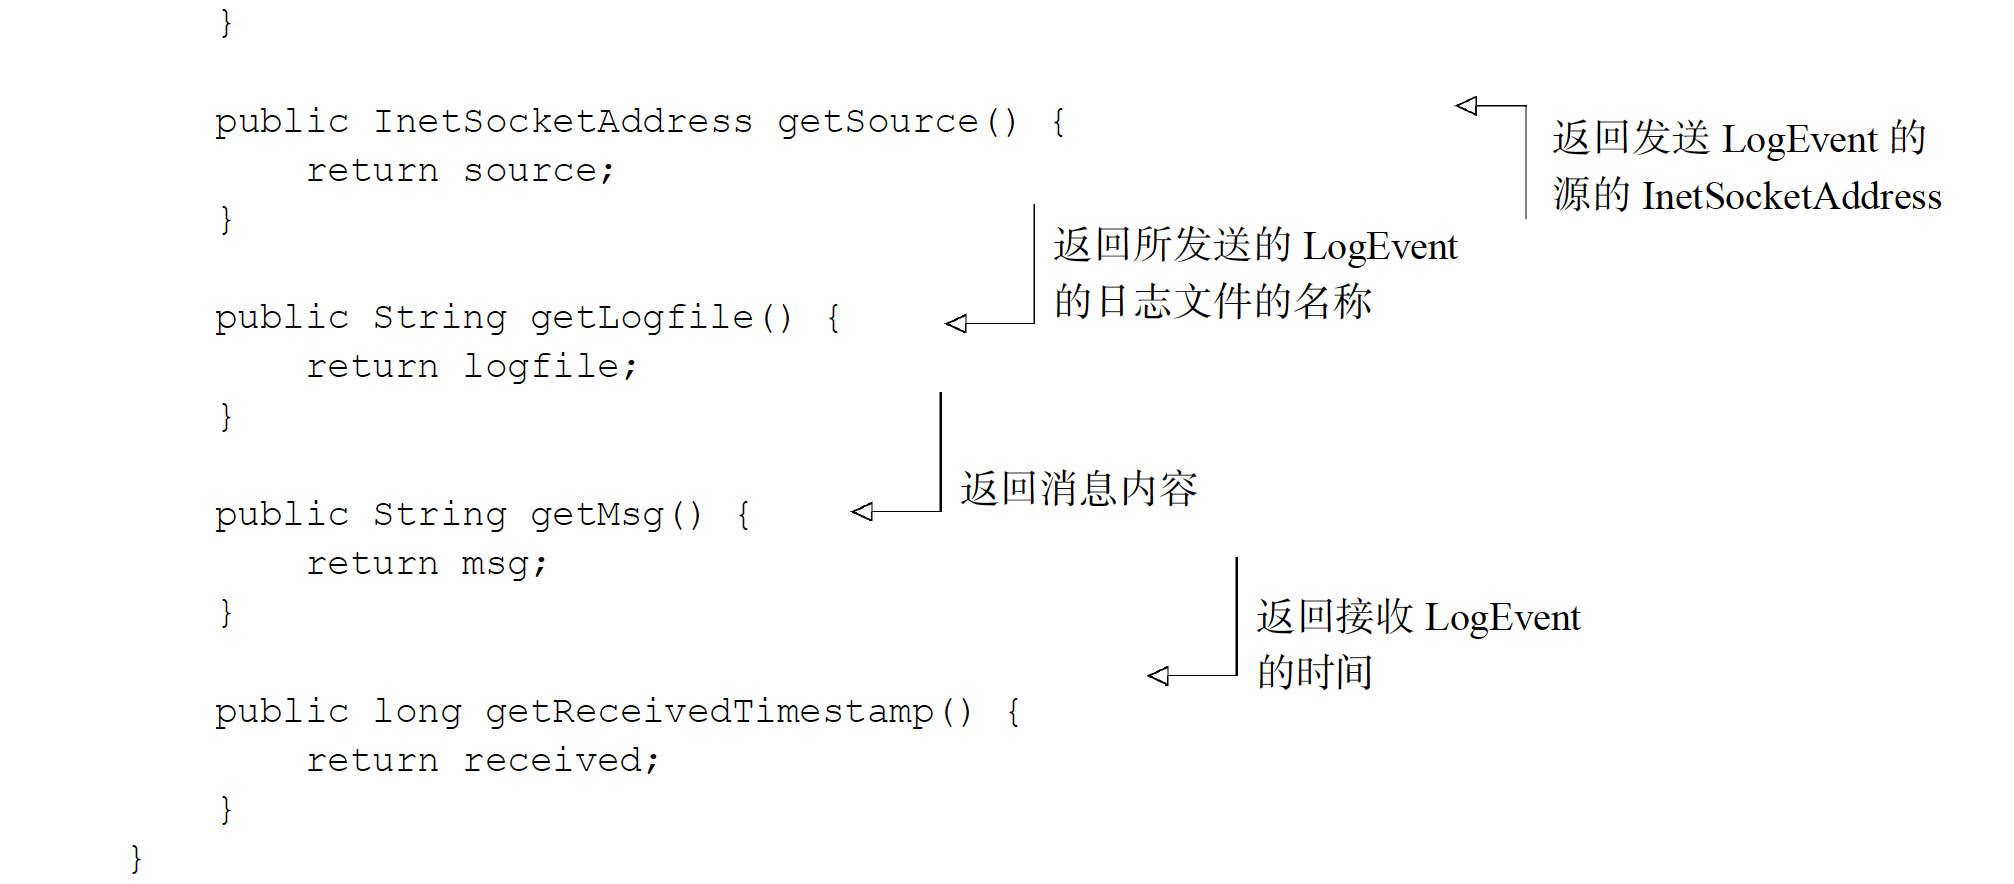 }
public InetSocketAddress getSource() {
返回发送 LogEvent 的
源的 InetSocketAddress
return source;
}
返回所发送的 LogEvent
的日志文件的名称
public String getLogfile() {
return logfile;
}
返回消息内容
public String getMsg() {
return msg;
}
返回接收 LogEvent
的时间
public long getReceivedTimestamp() {
return received;
}
}